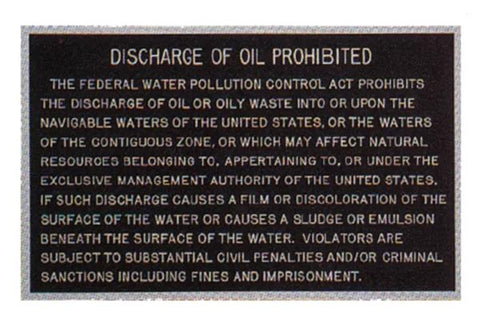 DISCHARGE OF OIL PROHIBITED
THE FEDERAL WATER POLLUTION CONTROL ACT PROHIBITS
THE DISCHARGE OF OIL OR OILY WASTE INTO OR UPON THE
NAVIGABLE WATERS OF THE UNITED STATES, OR THE WATERS
OF THE CONTIGUOUS ZONE, OR WHICH MAY AFFECT NATURAL
RESOURCES BELONGING TO, APPERTAINING TO, OR UNDER THE
EXCLUSIVE MANAGEMENT AUTHORITY OF THE UNITED STATES.
IF SUCH DISCHARGE CAUSES A FILM OR DISCOLORATION OF THE
SURFACE OF THE WATER OR CAUSES A SLUDGE OR EMULSION
BENEATH THE SURFACE OF THE WATER. VIOLATORS ARE
SUBJECT TO SUBSTANTIAL CIVIL PENALTIES AND/OR CRIMINAL
SANCTIONS INCLUDING FINES AND IMPRISONMENT.